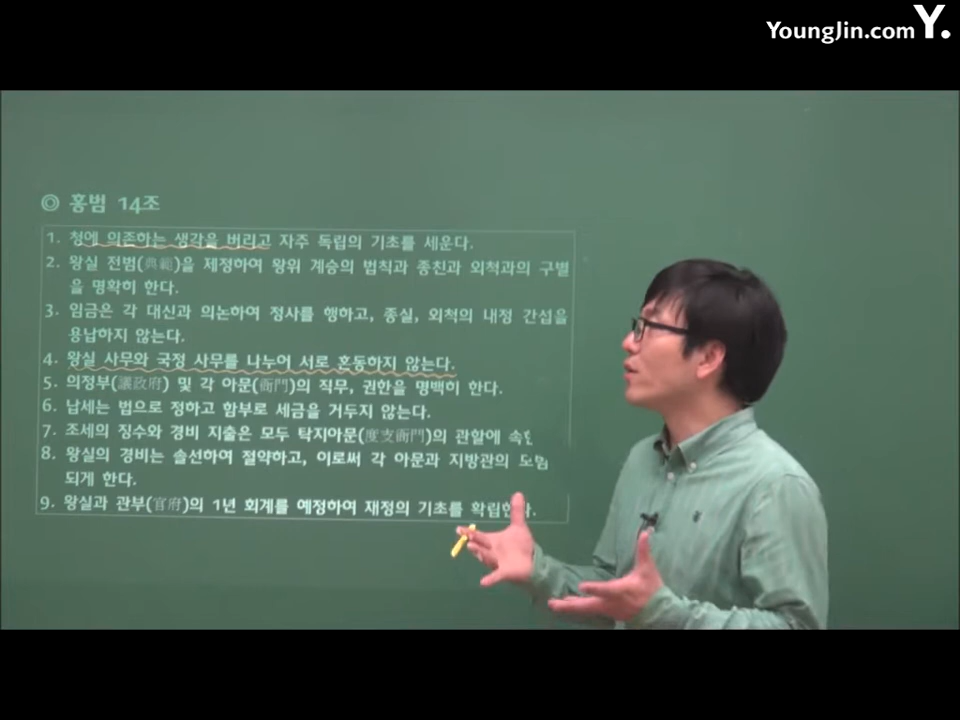 YoungJin.com Y.
◎ 홍범 14조
1. 청에 의존하는 생각을 버리고 자주 독립의 기초를 세운다.
2. 왕실 전범(典範)을 제정하여 왕위 계승의 법칙과 종친과 외척과의 구별
을 명확히 한다.
3. 임금은 각 대신과 의논하여 정사를 행하고, 종실, 외척의 내정 간섭을
용납하지 않는다.
4. 왕실 사무와 국정 사무를 나누어 서로 혼동하지 않는다.
5. 의정부(議政府) 및 각 아문(衙門)의 직무, 권한을 명백히 한다.
6. 납세는 법으로 정하고 함부로 세금을 거두지 않는다.
7. 조세의 징수와 경비 지출은 모두 탁지아문(度支衙門)의 관할에 속한
8. 왕실의 경비는 솔선하여 절약하고, 이로써 각 아문과 지방관의 모범
되게 한다.
9. 왕실과 관부(官府)의 1년 회계를 예정하여 재정의 기초를 확립한다.